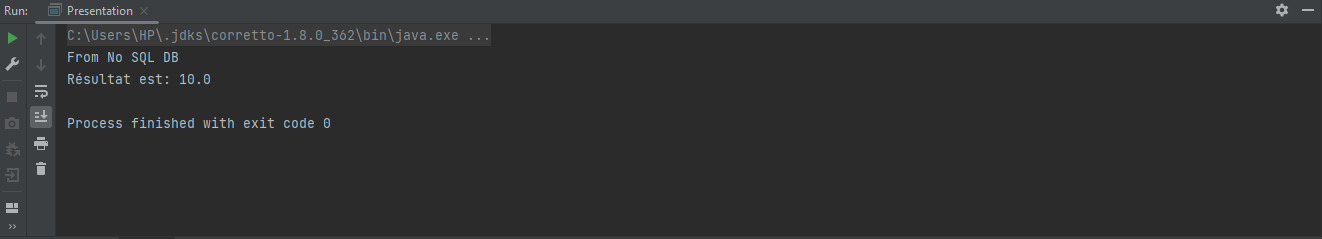 Run: Presentation
C:\Users\HP\.jdks\corretto-1.8.0_362\bin\java.exe ...
From No SQL DB
Résultat est: 10.0
Process finished with exit code 0